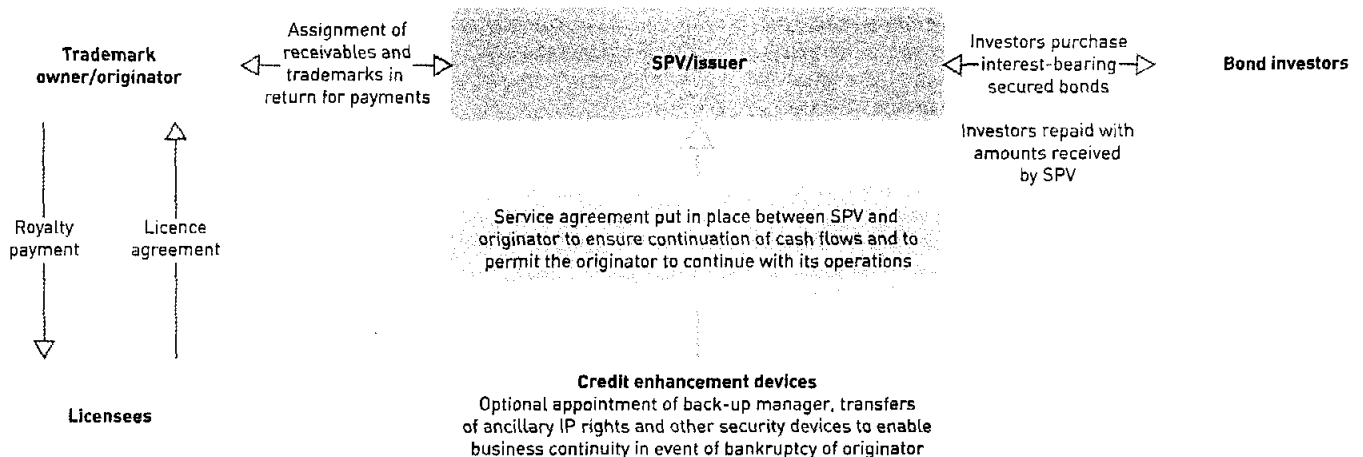 Trademark
owner/originator
Assignment of
receivables and
trademarks in
return for payments
SPV/issuer
Investors purchase
interest-bearing
secured bonds
Bond investors
Investors repaid with
amounts received
by SPV
Royalty
payment
Licence
agreement
Service agreement put in place between SPV and
originator to ensure continuation of cash flows and to
permit the originator to continue with its operations
Licensees
Credit enhancement devices
Optional appointment of back-up manager, transfers
of ancillary IP rights and other security devices to enable
business continuity in event of bankruptcy of originator